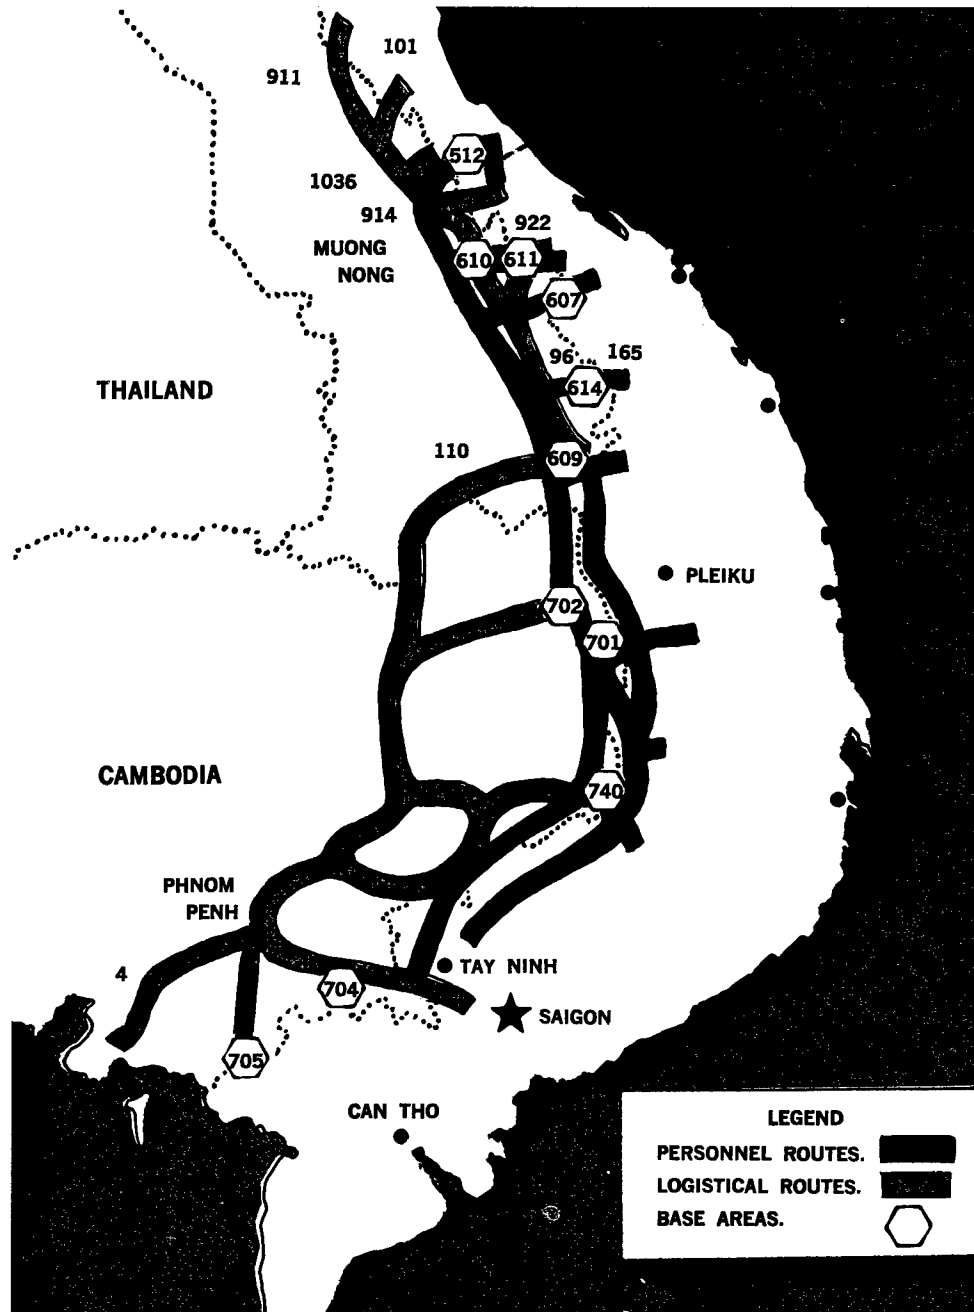 101
911
512
1036
914
922
MUONG
NONG
610
611
607
96
165
THAILAND
614
110
609
PLEIKU
702
701
CAMBODIA
740
PHNOM
PENH
4
TAY NINH
704
SAIGON
705
CAN THO
LEGEND
PERSONNEL ROUTES.
LOGISTICAL ROUTES.
BASE AREAS.